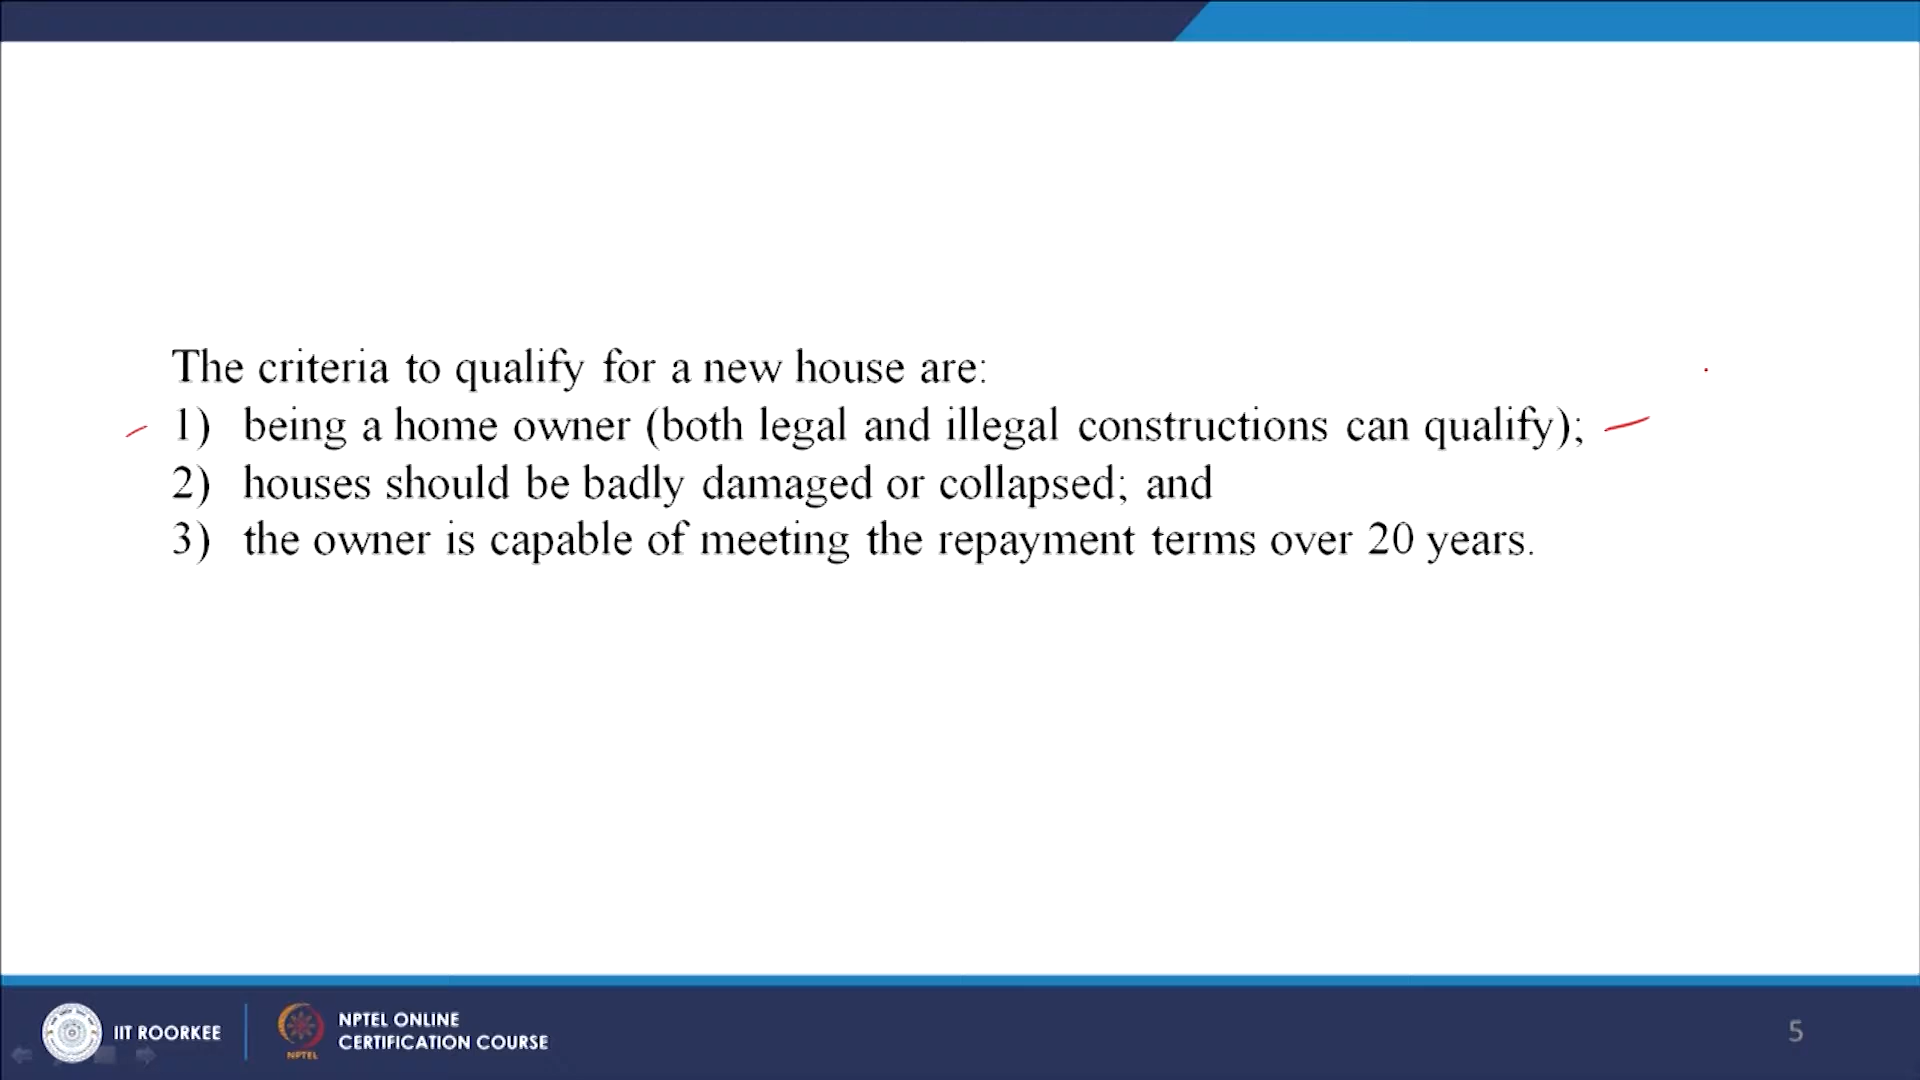 The criteria to qualify for a new house are:
1) being a home owner (both legal and illegal constructions can qualify);
2) houses should be badly damaged or collapsed; and
3) the owner is capable of meeting the repayment terms over 20 years.
IIT ROORKEE
NPTEL
NPTEL ONLINE
CERTIFICATION COURSE
5